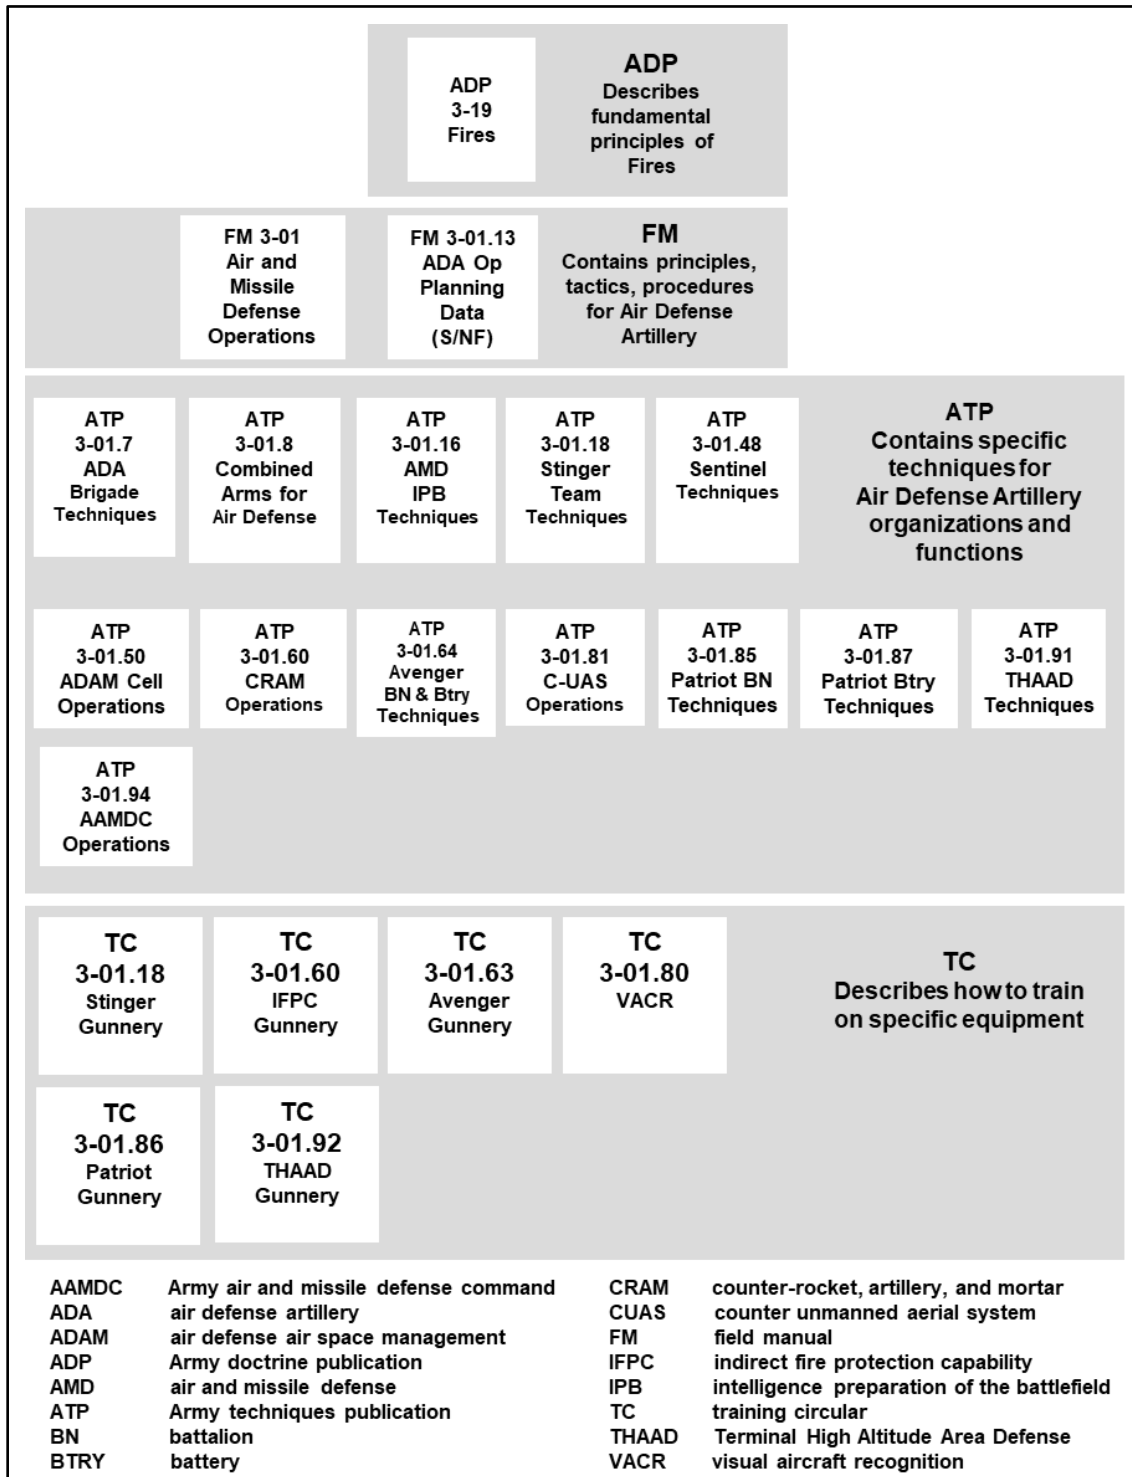 ADP
3-19
Fires
ADP
Describes
fundamental
principles of
Fires
FM 3-01
Air and
Missile
Defense
Operations
FM 3-01.13
ADA Op
Planning
Data
(S/NF)
FM
Contains principles,
tactics, procedures
for Air Defense
Artillery
ATP
3-01.7
ADA
Brigade
Techniques
ATP
3-01.8
Combined
Arms for
Air Defense
ATP
3-01.16
AMD
IPB
Techniques
ATP
3-01.18
Stinger
Team
Techniques
ATP
3-01.48
Sentinel
Techniques
ATP
Contains specific
techniques for
Air Defense Artillery
organizations and
functions
ATP
3-01.50
ADAM Cell
Operations
ATP
3-01.60
CRAM
Operations
ATP
3-01.64
Avenger
BN & Btry
Techniques
ATP
3-01.81
C-UAS
Operations
ATP
3-01.85
Patriot BN
Techniques
ATP
3-01.87
Patriot Btry
Techniques
ATP
3-01.91
THAAD
Techniques
ATP
3-01.94
AAMDC
Operations
TC
3-01.18
Stinger
Gunnery
TC
3-01.60
IFPC
Gunnery
TC
3-01.63
Avenger
Gunnery
TC
3-01.80
VACR
TC
Describes how to train
on specific equipment
TC
3-01.86
Patriot
Gunnery
TC
3-01.92
THAAD
Gunnery
AAMDC Army air and missile defense command
ADA air defense artillery
ADAM air defense air space management
ADP Army doctrine publication
AMD air and missile defense
ATP Army techniques publication
BN battalion
BTRY battery
CRAM counter-rocket, artillery, and mortar
CUAS counter unmanned aerial system
FM field manual
IFPC indirect fire protection capability
IPB intelligence preparation of the battlefield
TC training circular
THAAD Terminal High Altitude Area Defense
VACR visual aircraft recognition